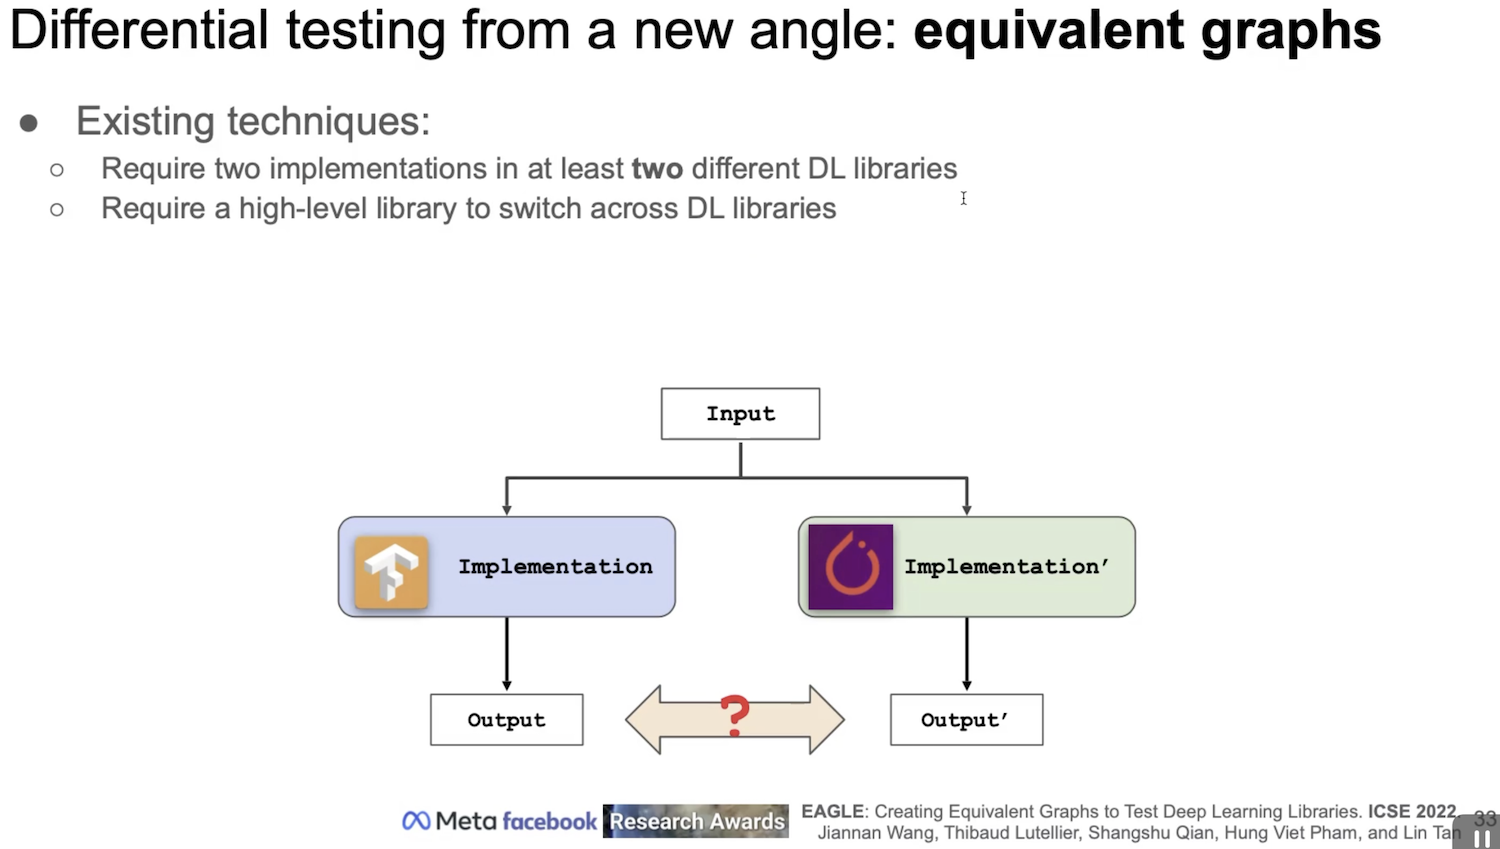 Differential testing from a new angle: equivalent graphs
● Existing techniques:
○ Require two implementations in at least two different DL libraries
○ Require a high-level library to switch across DL libraries
Input
Implementation
Implementation’
Output
?
Output’
Meta facebook Research Awards
EAGLE: Creating Equivalent Graphs to Test Deep Learning Libraries. ICSE 2022.
Jiannan Wang, Thibaud Lutellier, Shangshu Qian, Hung Viet Pham, and Lin Tan
33